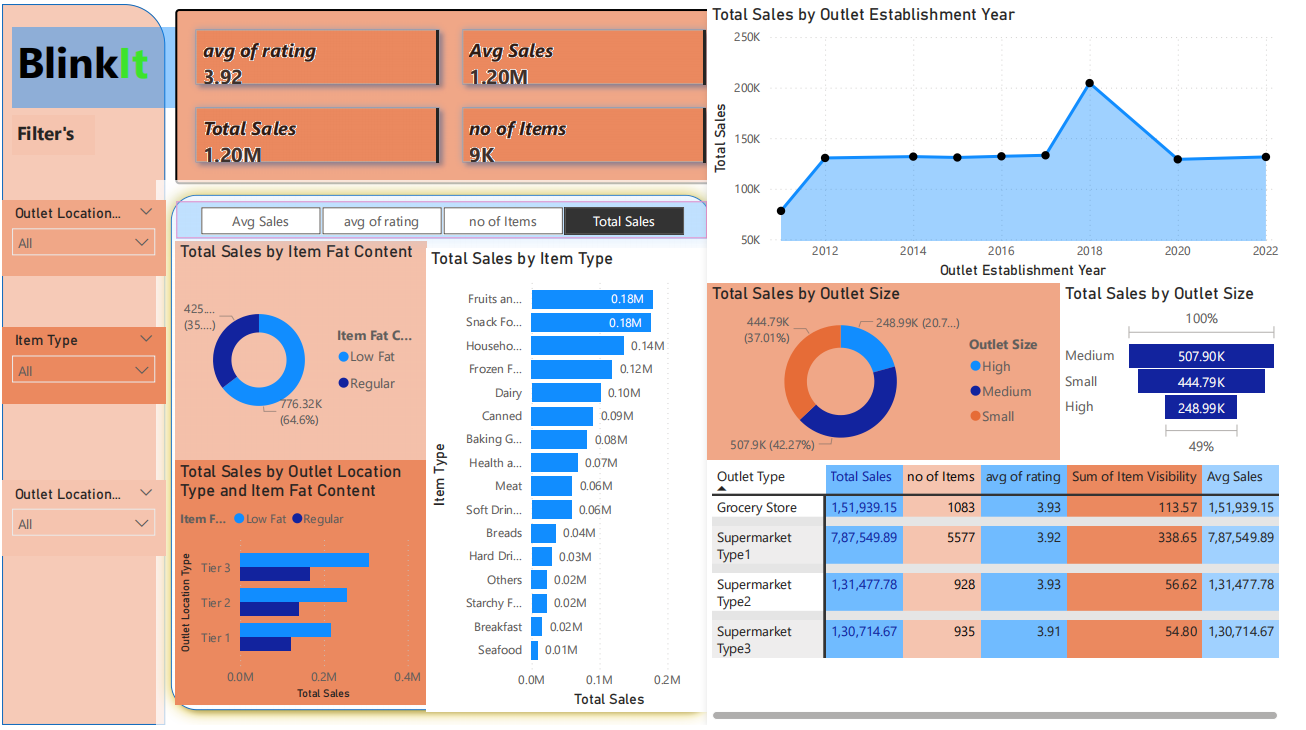 BlinkIt
Filter's
Outlet Location...
All
Item Type
All
Outlet Location...
All
avg of rating
3.92
Avg Sales
1.20M
Total Sales
1.20M
no of Items
9K
Avg Sales
avg of rating
no of Items
Total Sales
Total Sales by Item Fat Content
425....
(35....)
776.32K
(64.6%)
Item Fat C...
Low Fat
Regular
Total Sales by Outlet Location
Type and Item Fat Content
Item F... Low Fat Regular
Outlet Location Type
Tier 3
Tier 2
Tier 1
0.0M 0.2M 0.4M
Total Sales
Total Sales by Item Type
Item Type
Fruits an... 0.18M
Snack Fo... 0.18M
Househo... 0.14M
Frozen F... 0.12M
Dairy 0.10M
Canned 0.09M
Baking G... 0.08M
Health a... 0.07M
Meat 0.06M
Soft Drin... 0.06M
Breads 0.04M
Hard Dri... 0.03M
Others 0.02M
Starchy F... 0.02M
Breakfast 0.02M
Seafood 0.01M
0.0M 0.1M 0.2M
Total Sales
Total Sales by Outlet Establishment Year
Total Sales
250K
200K
150K
100K
50K
2012 2014 2016 2018 2020 2022
Outlet Establishment Year
Total Sales by Outlet Size
444.79K
(37.01%)
248.99K (20.7...)
507.9K (42.27%)
Outlet Size
High
Medium
Small
Total Sales by Outlet Size
100%
Medium 507.90K
Small 444.79K
High 248.99K
49%
Outlet Type Total Sales no of Items avg of rating Sum of Item Visibility Avg Sales
Grocery Store 1,51,939.15 1083 3.93 113.57 1,51,939.15
Supermarket 7,87,549.89 5577 3.92 338.65 7,87,549.89
Type1
Supermarket 1,31,477.78 928 3.93 56.62 1,31,477.78
Type2
Supermarket 1,30,714.67 935 3.91 54.80 1,30,714.67
Type3